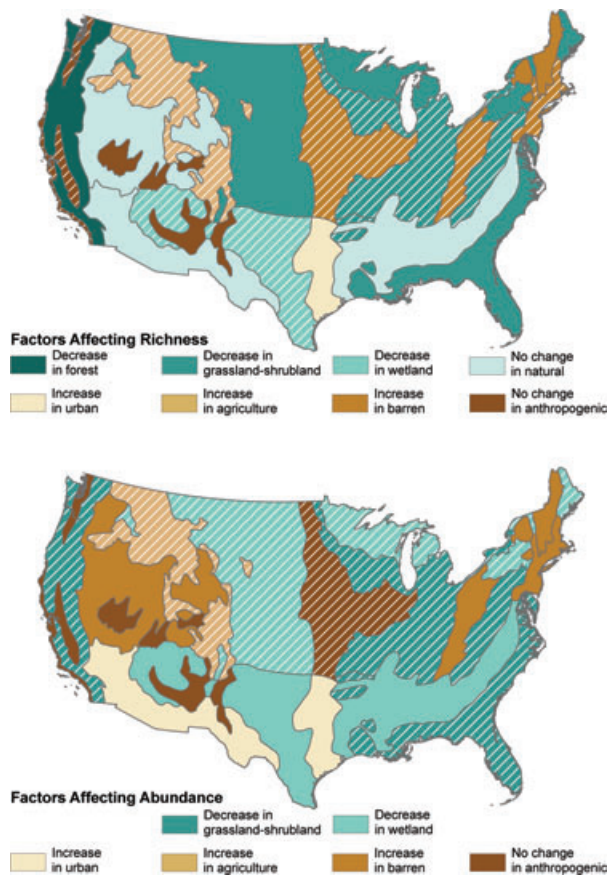 Factors Affecting Richness
Decrease in forest
Decrease in grassland-shrubland
Decrease in wetland
No change in natural
Increase in urban
Increase in agriculture
Increase in barren
No change in anthropogenic
Factors Affecting Abundance
Decrease in grassland-shrubland
Decrease in wetland
Increase in urban
Increase in agriculture
Increase in barren
No change in anthropogenic